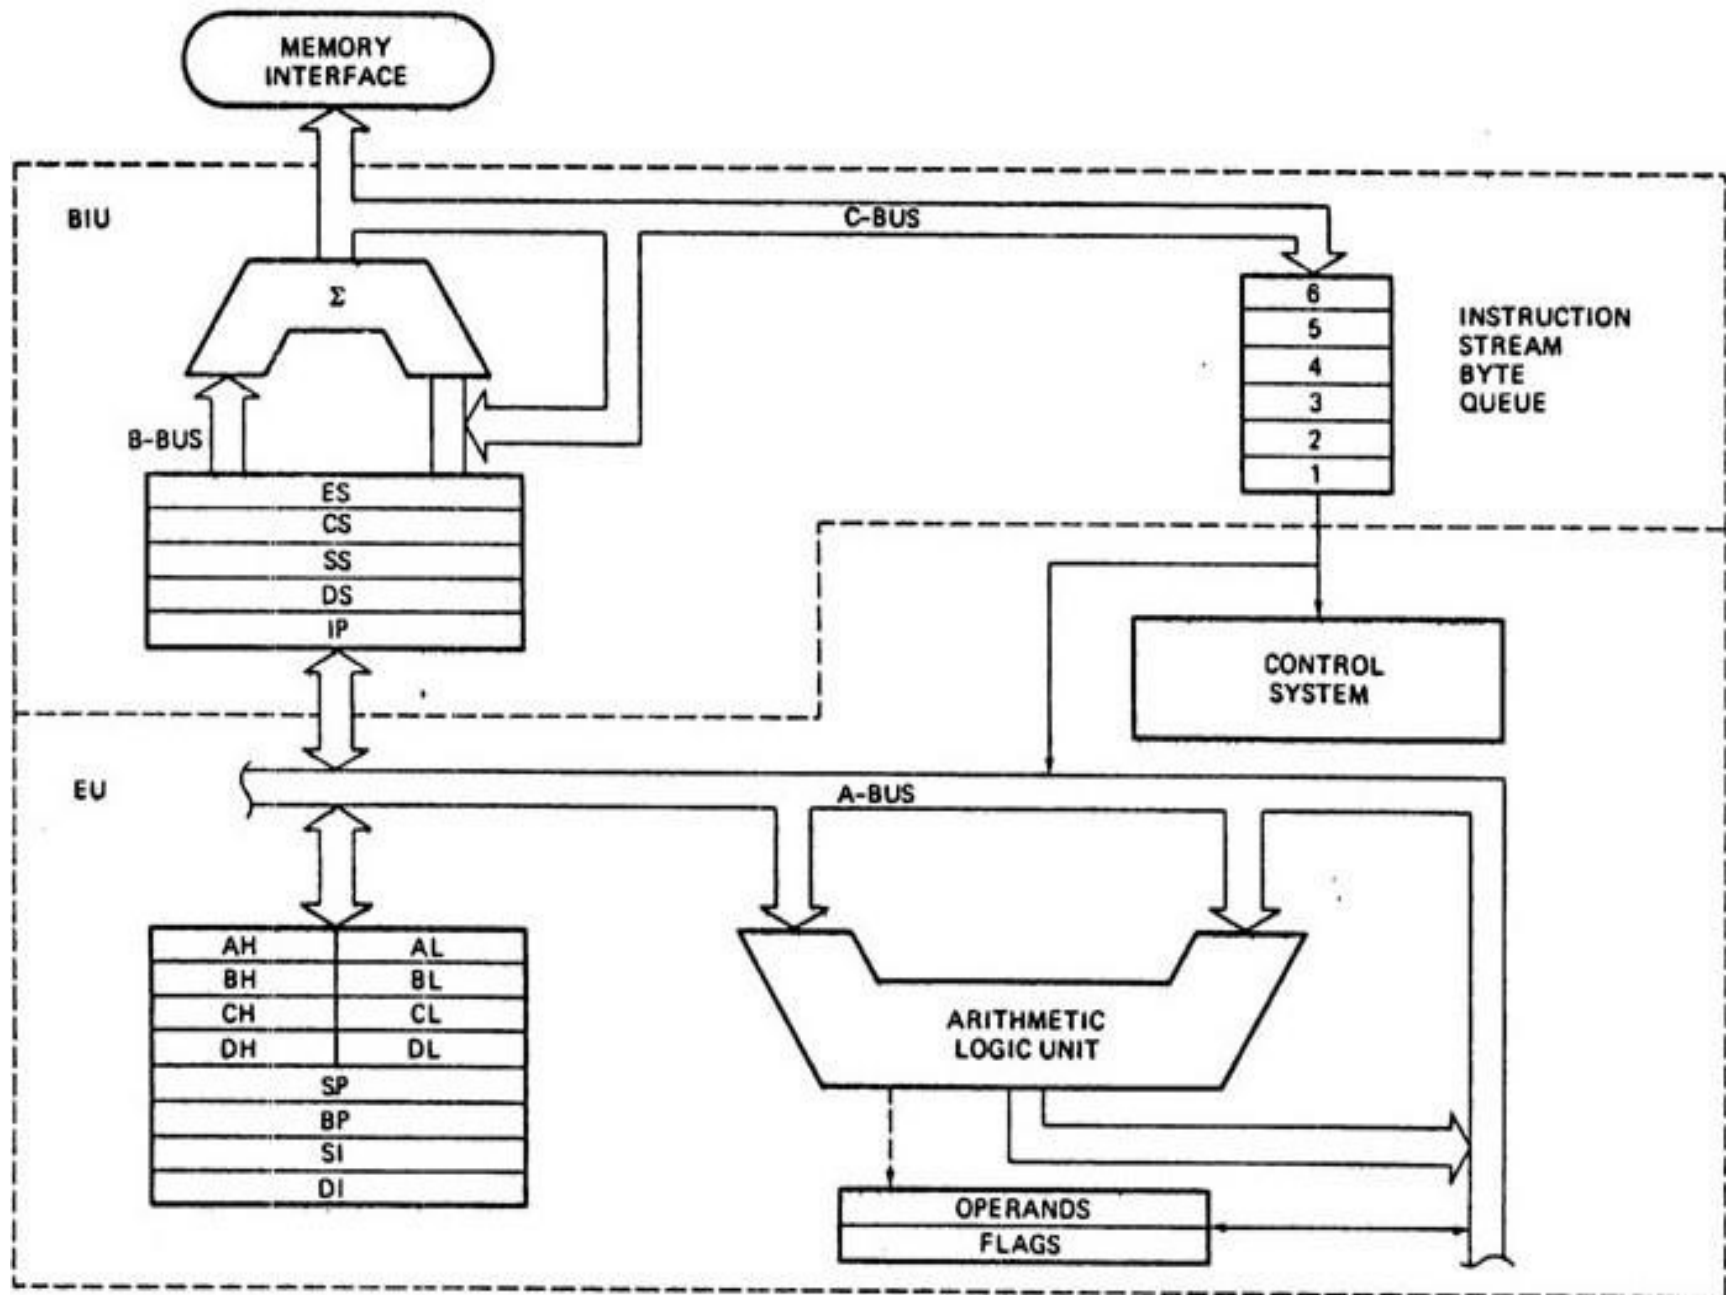 MEMORY
INTERFACE
BIU
C-BUS
Σ
6
5
4
3
2
1
INSTRUCTION
STREAM
BYTE
QUEUE
B-BUS
ES
CS
SS
DS
IP
CONTROL
SYSTEM
EU
A-BUS
AH AL
BH BL
CH CL
DH DL
SP
BP
SI
DI
ARITHMETIC
LOGIC UNIT
OPERANDS
FLAGS